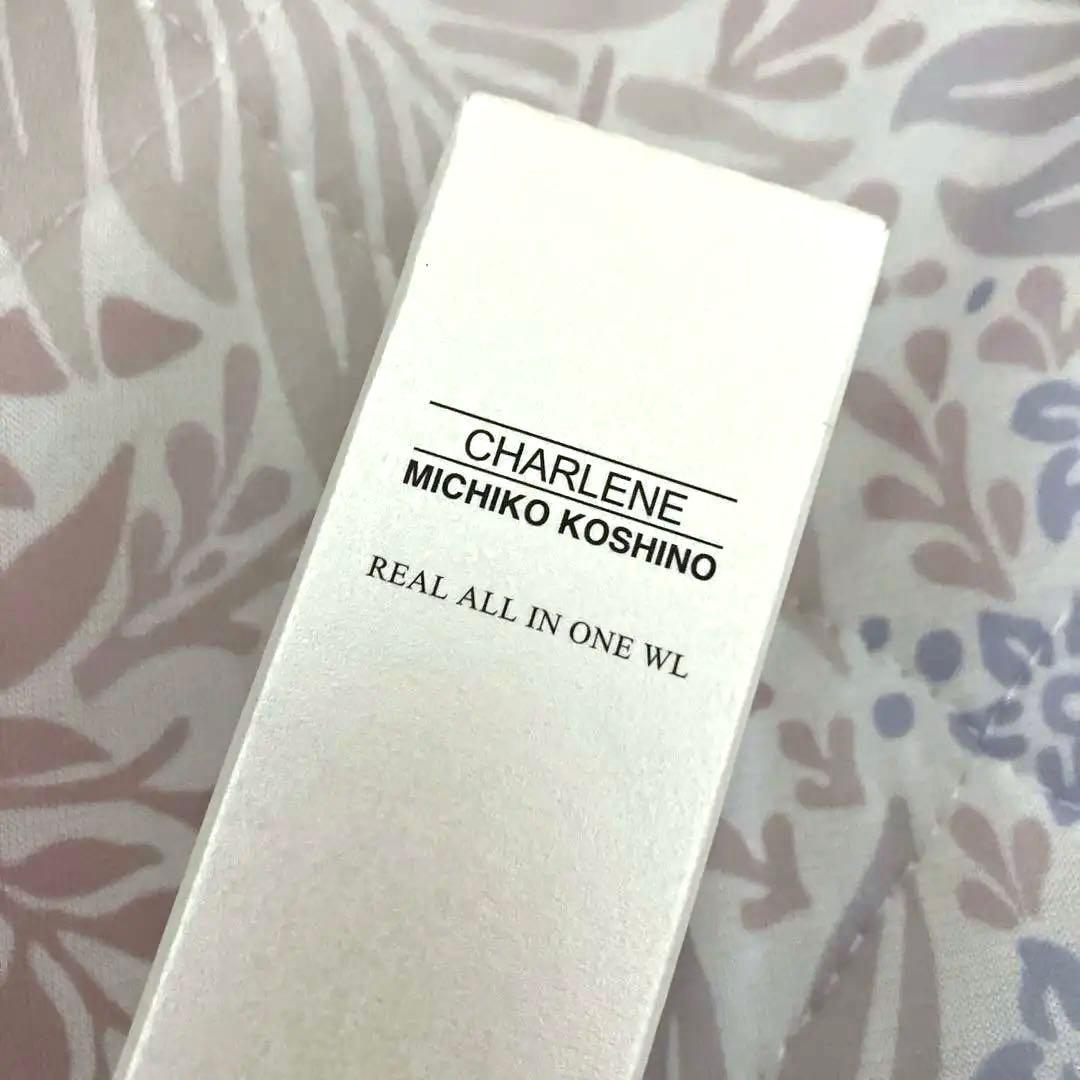 CHARLENE
MICHIKO KOSHINO
REAL ALL IN ONE WL